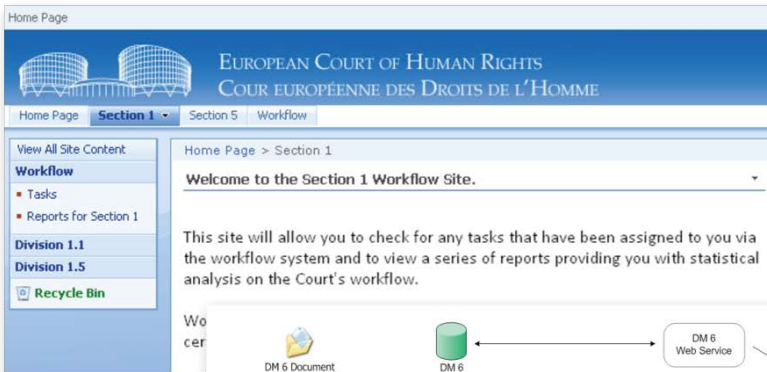 Home Page
European Court of Human Rights
Cour européenne des Droits de l'Homme
Home Page Section 1 Section 5 Workflow
View All Site Content
Workflow
Tasks
Reports for Section 1
Division 1.1
Division 1.5
Recycle Bin
Home Page > Section 1
Welcome to the Section 1 Workflow Site.
This site will allow you to check for any tasks that have been assigned to you via
the workflow system and to view a series of reports providing you with statistical
analysis on the Court's workflow.
DM 6 Document
DM 6
DM 6
Web Service